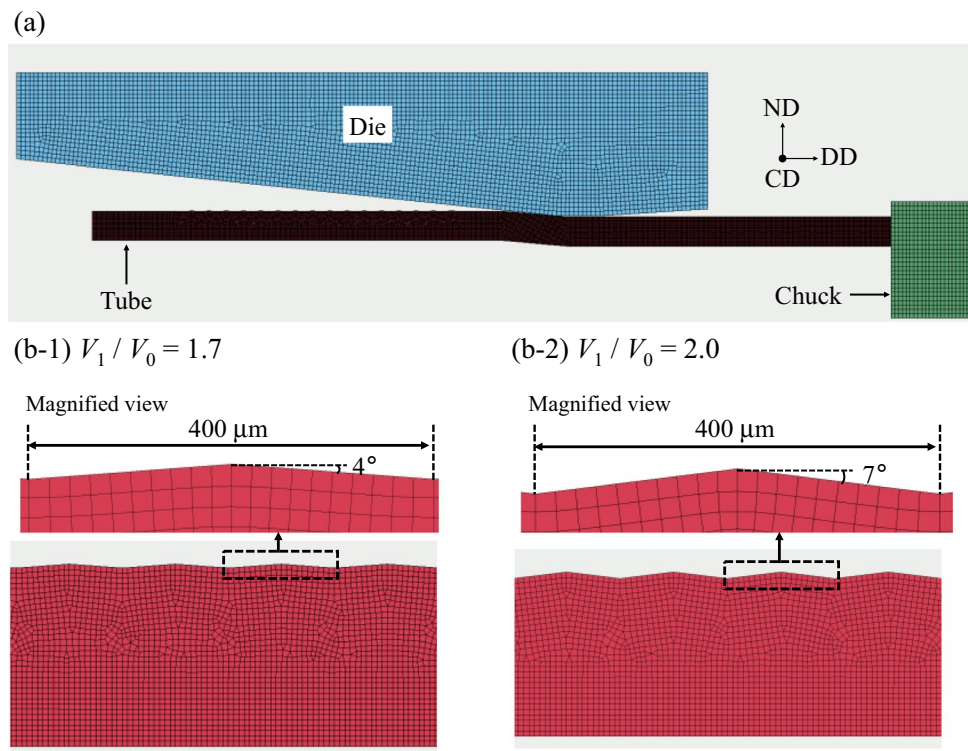 (a)
Die
ND
DD
CD
Tube
Chuck
(b-1) V₁ / V₀ = 1.7
(b-2) V₁ / V₀ = 2.0
Magnified view
400 μm
4°
Magnified view
400 μm
7°